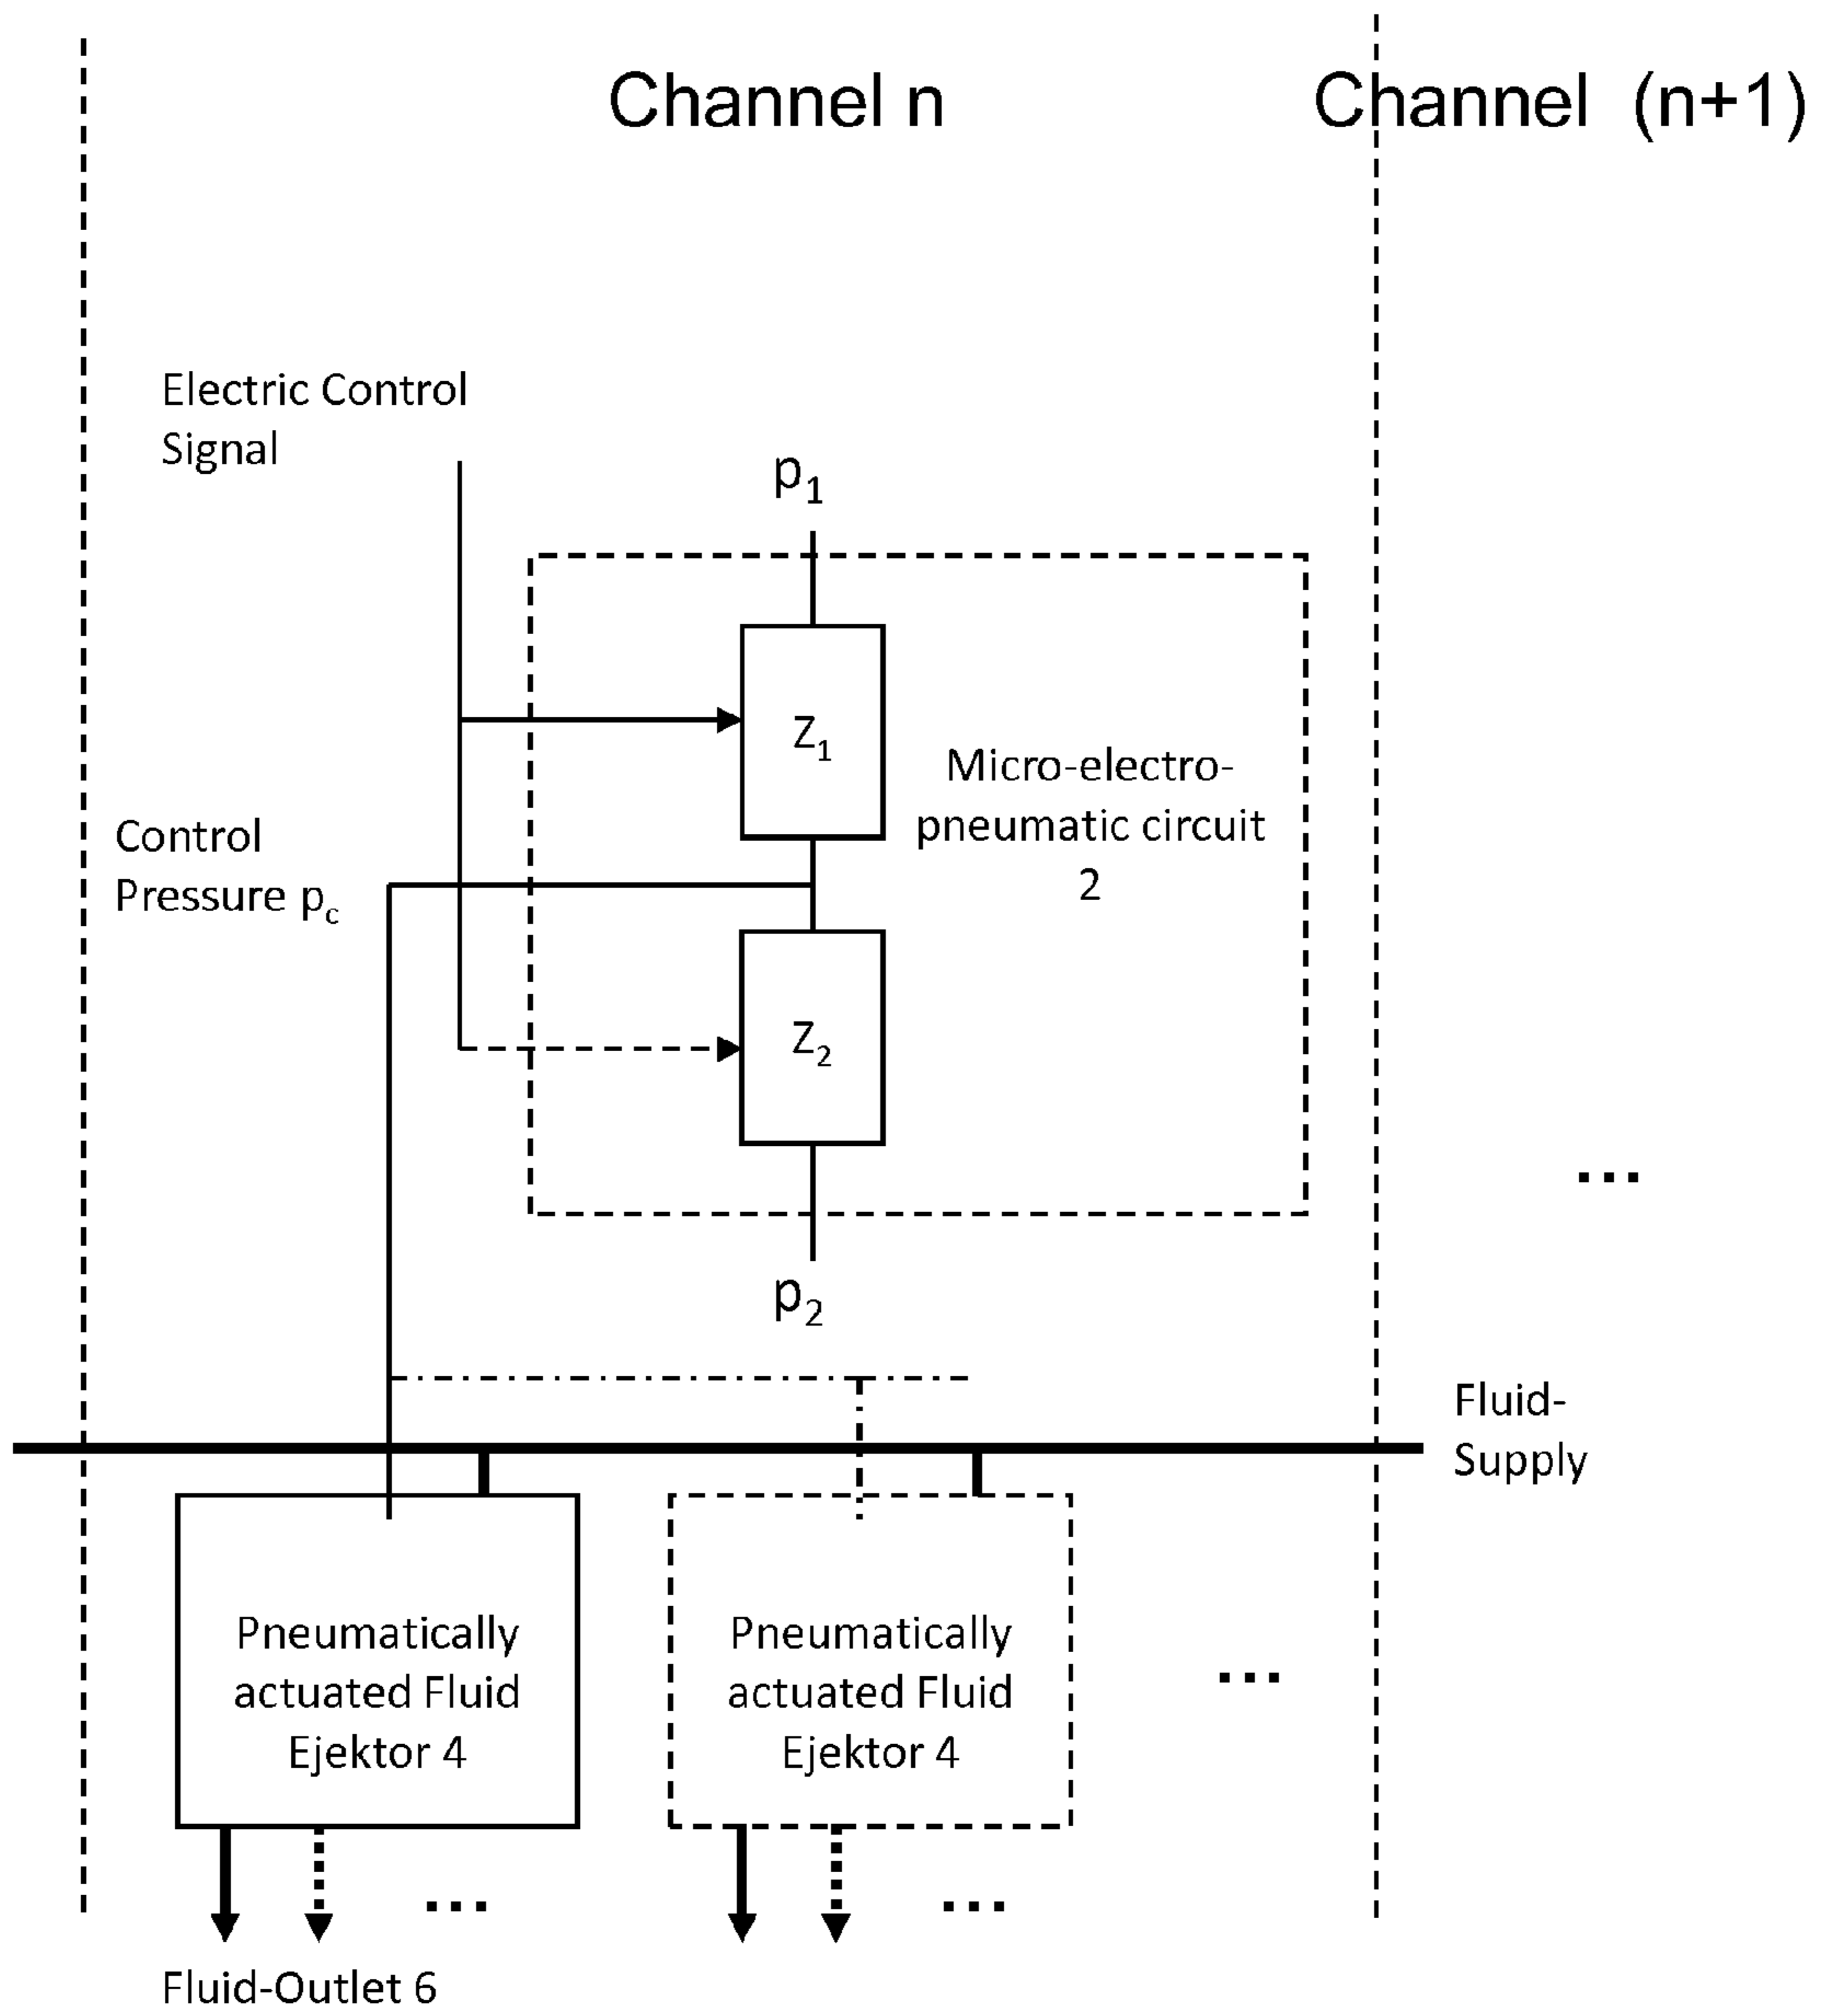 Channel n
Channel (n+1)
Electric Control
Signal
p1
Z1
Micro-electro-
pneumatic circuit
2
Control
Pressure pc
Z2
...
p2
Fluid-
Supply
Pneumatically
actuated Fluid
Ejektor 4
Pneumatically
actuated Fluid
Ejektor 4
...
...
...
Fluid-Outlet 6